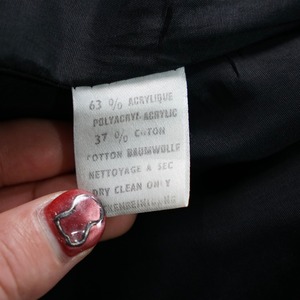 63 % ACRYLIQUE
POLYACRYL-ACRYLIC
37 % COTON
COTTON BAUMWOLLE
NETTOYAGE A SEC
DRY CLEAN ONLY